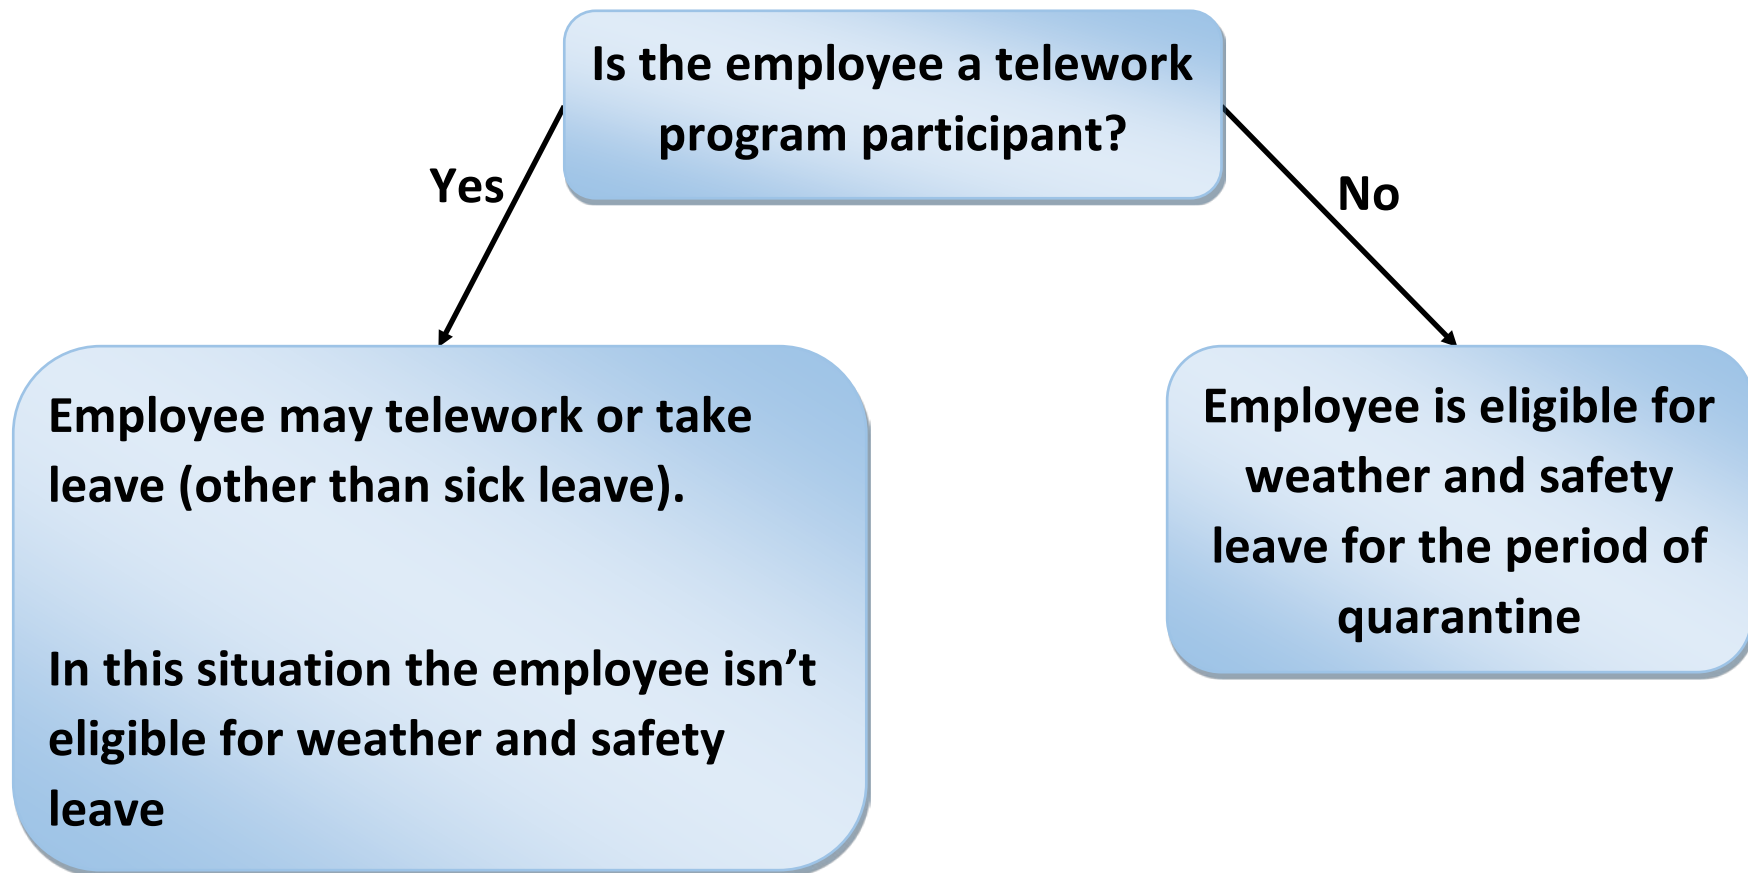 Is the employee a telework
program participant?
Yes
No
Employee may telework or take
leave (other than sick leave).
In this situation the employee isn’t
eligible for weather and safety
leave
Employee is eligible for
weather and safety
leave for the period of
quarantine